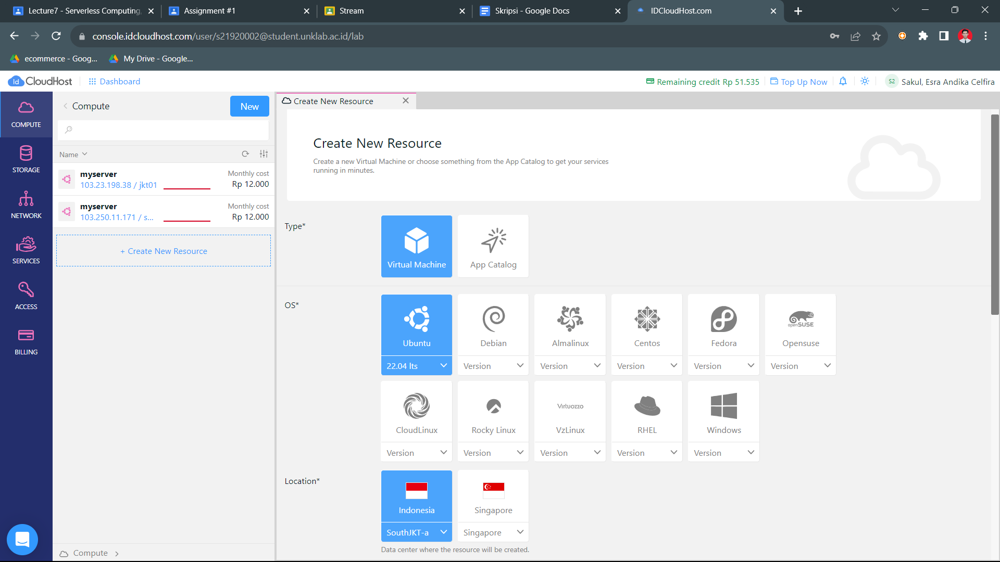 Lecture7 - Serverless Computing,
Assignment #1
Stream
Skripsi - Google Docs
IDCloudHost.com
console.idcloudhost.com/user/s21920002@student.unklab.ac.id/lab
ecommerce - Goog...
My Drive - Google...
Id CloudHost
Dashboard
Remaining credit Rp 51.535
Top Up Now
S2
Sakul, Esra Andika Celfira
COMPUTE
STORAGE
NETWORK
SERVICES
ACCESS
BILLING
Compute
New
Name
myserver
103.23.198.38 / jkt01
Monthly cost
Rp 12.000
myserver
103.250.11.171 / s...
Monthly cost
Rp 12.000
+ Create New Resource
Compute
Create New Resource
Create New Resource
Create a new Virtual Machine or choose something from the App Catalog to get your services
running in minutes.
Type*
Virtual Machine
App Catalog
OS*
Ubuntu
22.04 lts
Debian
Version
Almalinux
Version
Centos
Version
Fedora
Version
openSUSE
Opensuse
Version
CloudLinux
Version
Rocky Linux
Version
Virtuozzo
VzLinux
Version
RHEL
Version
Windows
Version
Location*
Indonesia
SouthJKT-a
Singapore
Singapore
Data center where the resource will be created.